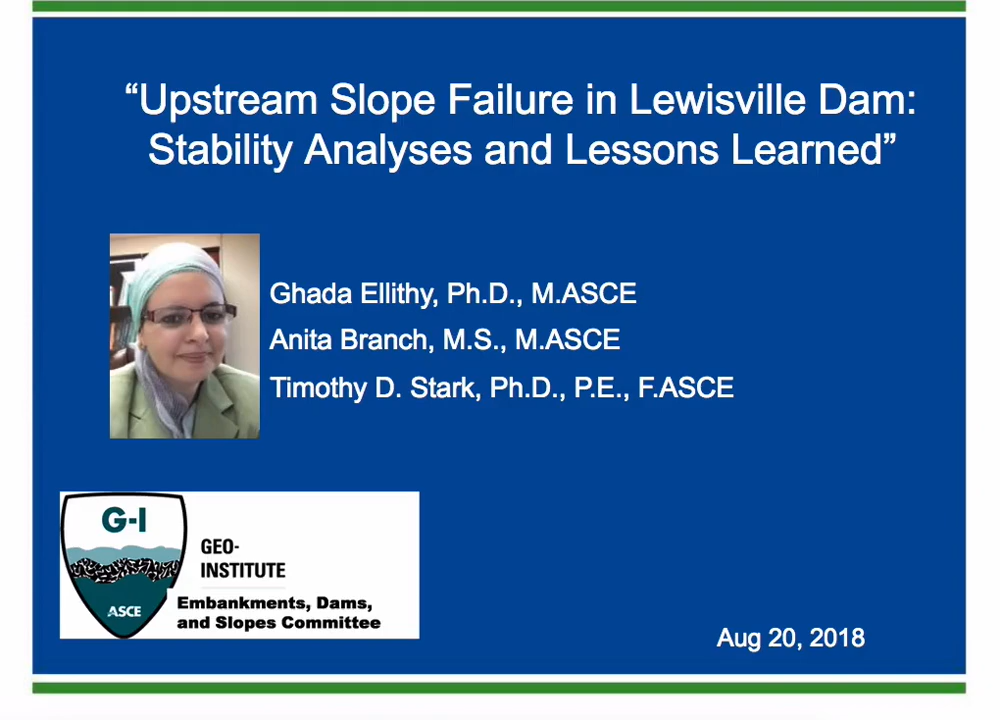 “Upstream Slope Failure in Lewisville Dam:
Stability Analyses and Lessons Learned”
Ghada Ellithy, Ph.D., M.ASCE
Anita Branch, M.S., M.ASCE
Timothy D. Stark, Ph.D., P.E., F.ASCE
G-I
GEO-
INSTITUTE
ASCE
Embankments, Dams,
and Slopes Committee
Aug 20, 2018